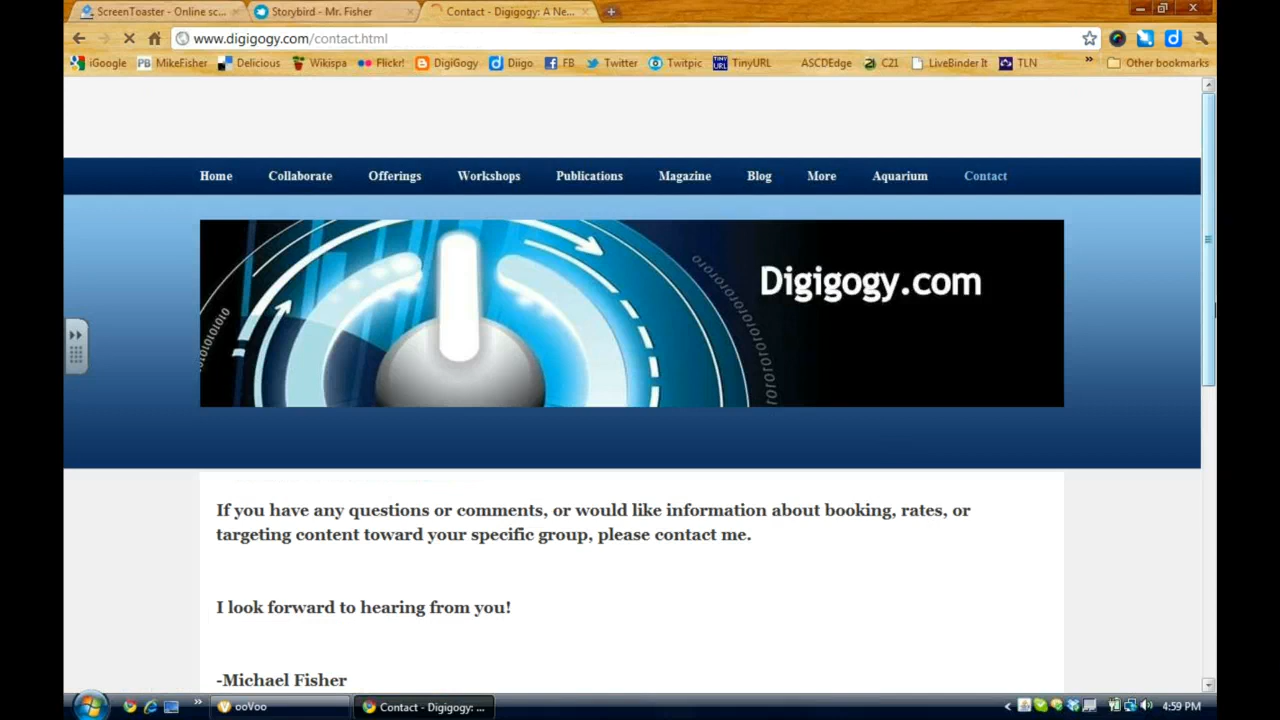 ScreenToaster - Online sc...
Storybird - Mr. Fisher
Contact - Digigogy: A Ne...
www.digigogy.com/contact.html
iGoogle
PB MikeFisher
Delicious
Wikispa
Flickr!
DigiGogy
Diigo
FB
Twitter
Twitpic
TINY URL TinyURL
ASCDEdge
21 C21
LiveBinder It
TLN
Other bookmarks
Home Collaborate Offerings Workshops Publications Magazine Blog More Aquarium Contact
Digigogy.com
If you have any questions or comments, or would like information about booking, rates, or
targeting content toward your specific group, please contact me.
I look forward to hearing from you!
-Michael Fisher
ooVoo
Contact - Digigogy: ...
4:59 PM